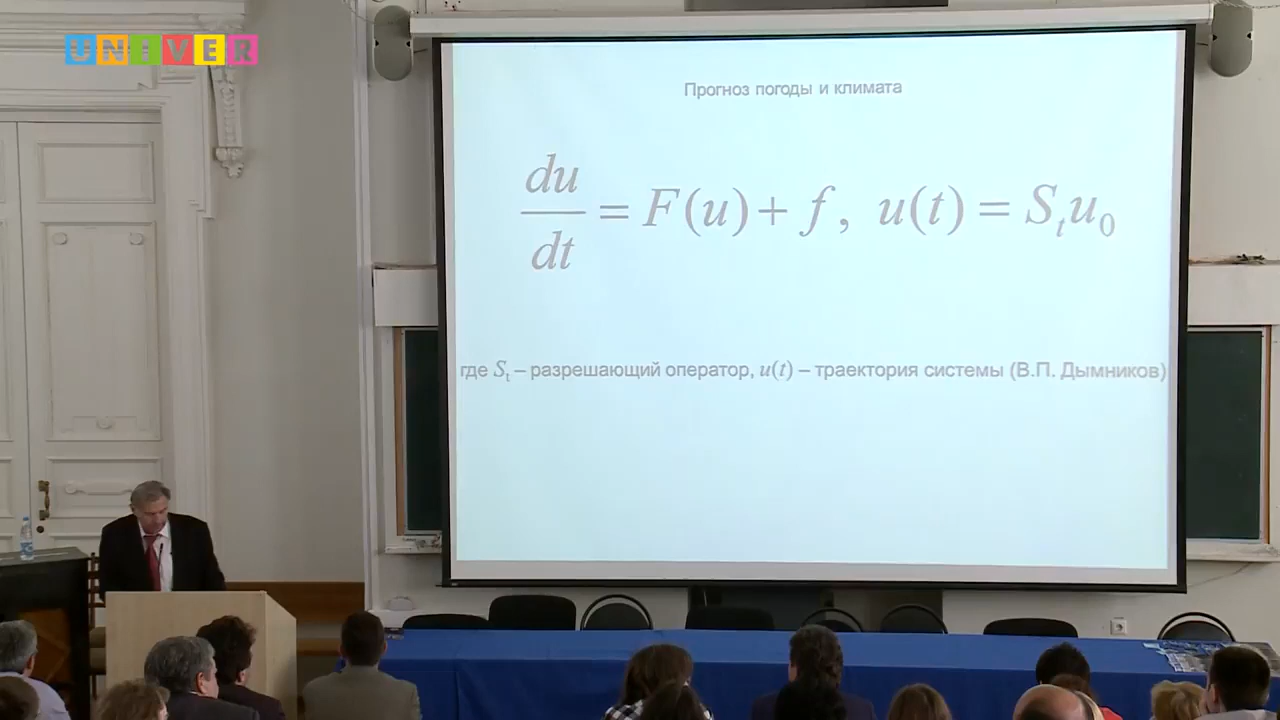 UNIVER
Прогноз погоды и климата
du/dt = F(u) + f, u(t) = S_t u_0
где S_t – разрешающий оператор, u(t) – траектория системы (В.П. Дымников)